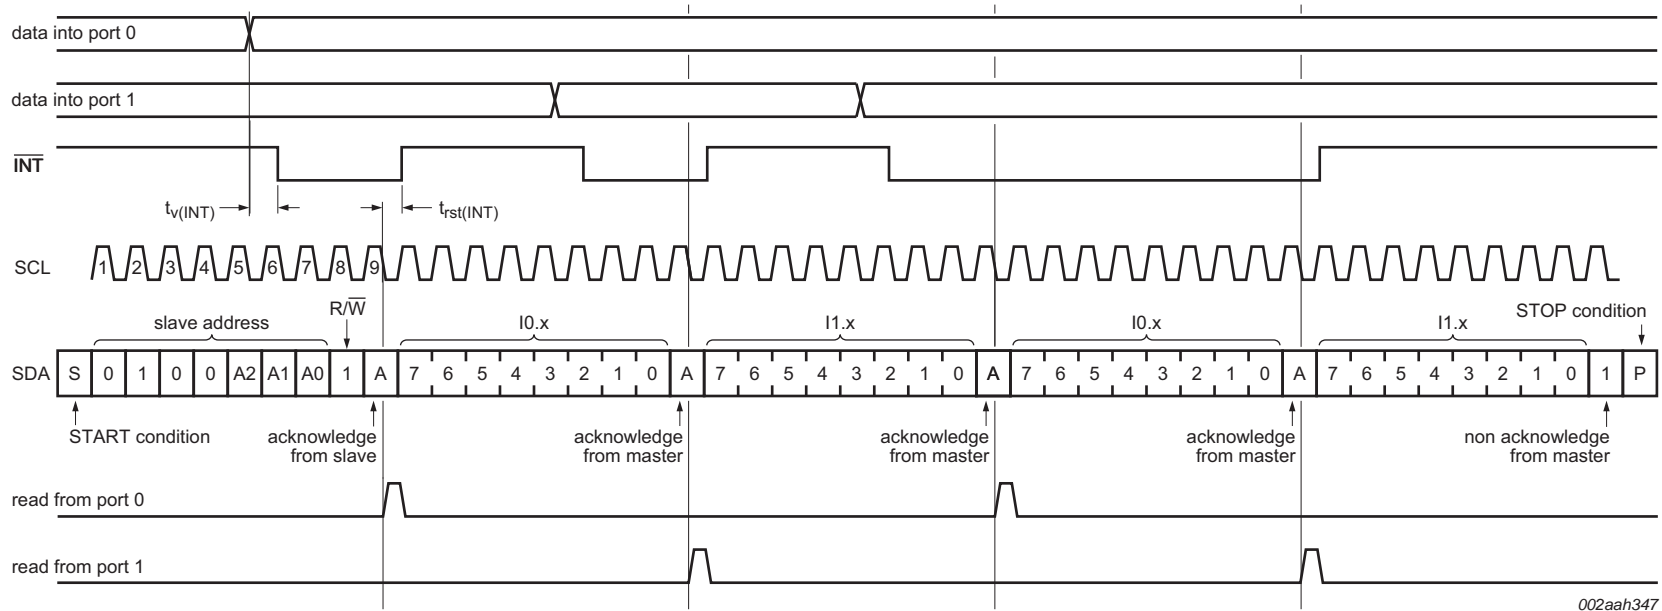 data into port 0
data into port 1
INT
tv(INT) trst(INT)
SCL 1 2 3 4 5 6 7 8 9
R/W STOP condition
slave address I0.x I1.x I0.x I1.x
SDA S 0 1 0 0 A2 A1 A0 1 A 7 6 5 4 3 2 1 0 A 7 6 5 4 3 2 1 0 A 7 6 5 4 3 2 1 0 A 7 6 5 4 3 2 1 0 1 P
START condition acknowledge acknowledge acknowledge acknowledge non acknowledge
from slave from master from master from master from master
read from port 0
read from port 1
002aah347